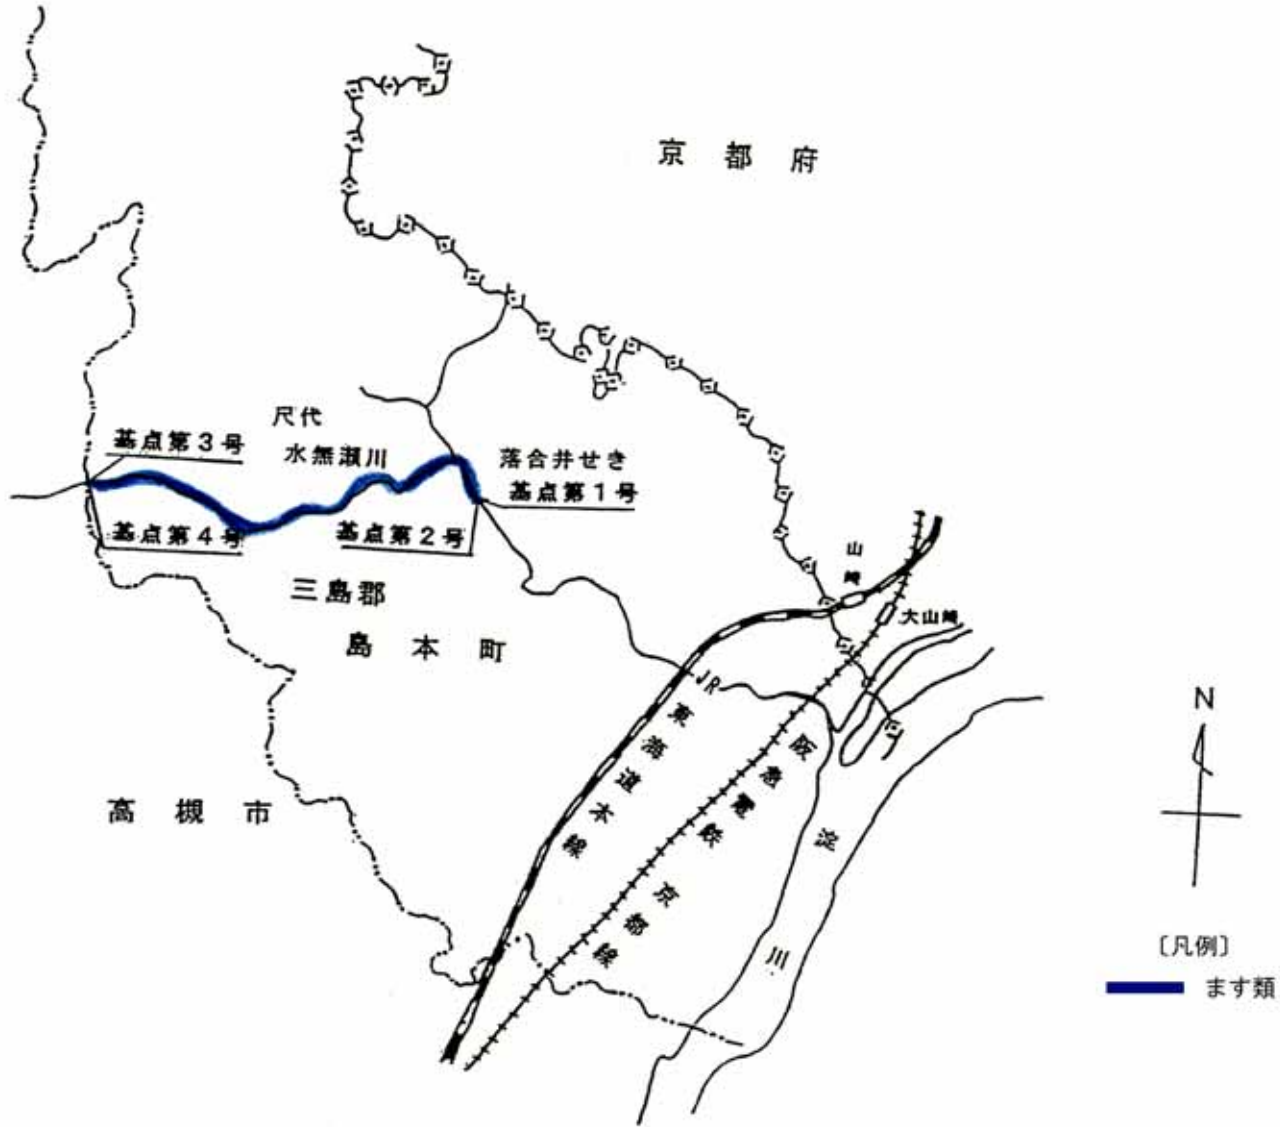 京都府
尺代
基点第3号
水無瀬川
落合井せき
基点第1号
基点第4号
基点第2号
三島郡
島本町
山崎
大山崎
JR
東海道本線
阪急電鉄
京都線
高槻市
淀川
N
〔凡例〕
ます類